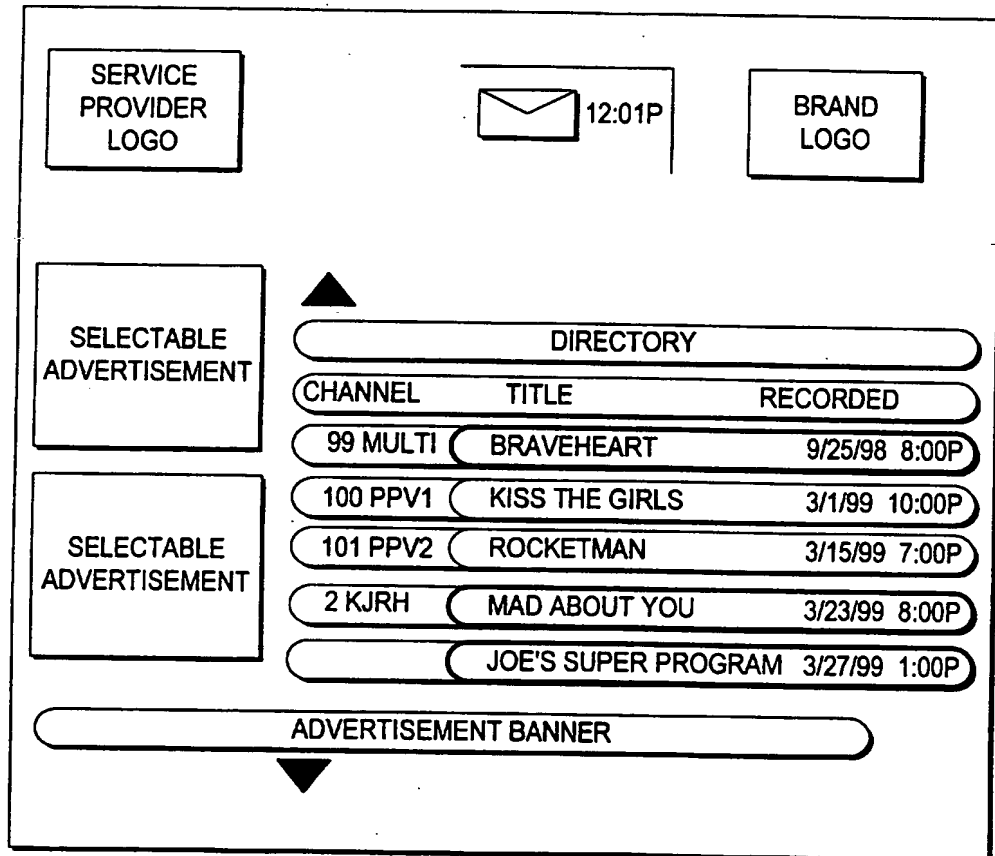 SERVICE
PROVIDER
LOGO
12:01P
BRAND
LOGO
SELECTABLE
ADVERTISEMENT
SELECTABLE
ADVERTISEMENT
DIRECTORY
CHANNEL TITLE RECORDED
99 MULTI BRAVEHEART 9/25/98 8:00P
100 PPV1 KISS THE GIRLS 3/1/99 10:00P
101 PPV2 ROCKETMAN 3/15/99 7:00P
2 KJRH MAD ABOUT YOU 3/23/99 8:00P
JOE'S SUPER PROGRAM 3/27/99 1:00P
ADVERTISEMENT BANNER